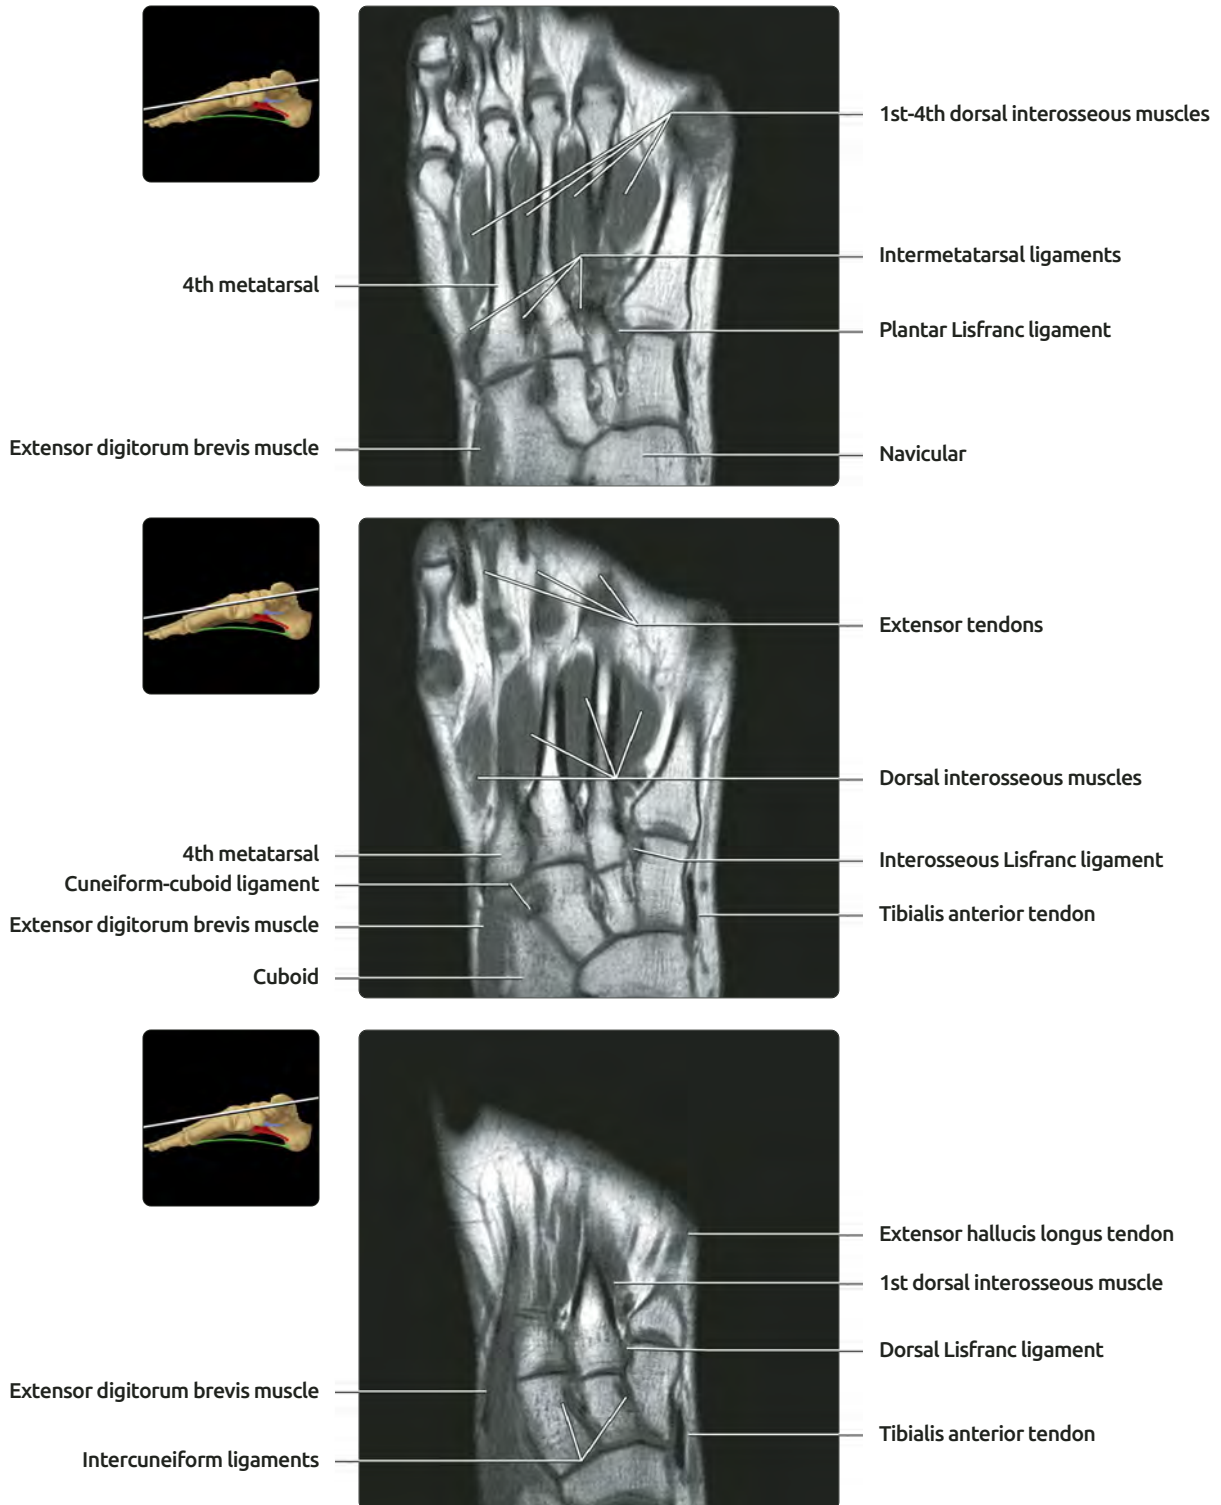 1st-4th dorsal interosseous muscles
Intermetatarsal ligaments
4th metatarsal
Plantar Lisfranc ligament
Extensor digitorum brevis muscle
Navicular
Extensor tendons
Dorsal interosseous muscles
4th metatarsal
Interosseous Lisfranc ligament
Cuneiform-cuboid ligament
Tibialis anterior tendon
Extensor digitorum brevis muscle
Cuboid
Extensor hallucis longus tendon
1st dorsal interosseous muscle
Dorsal Lisfranc ligament
Extensor digitorum brevis muscle
Tibialis anterior tendon
Intercuneiform ligaments